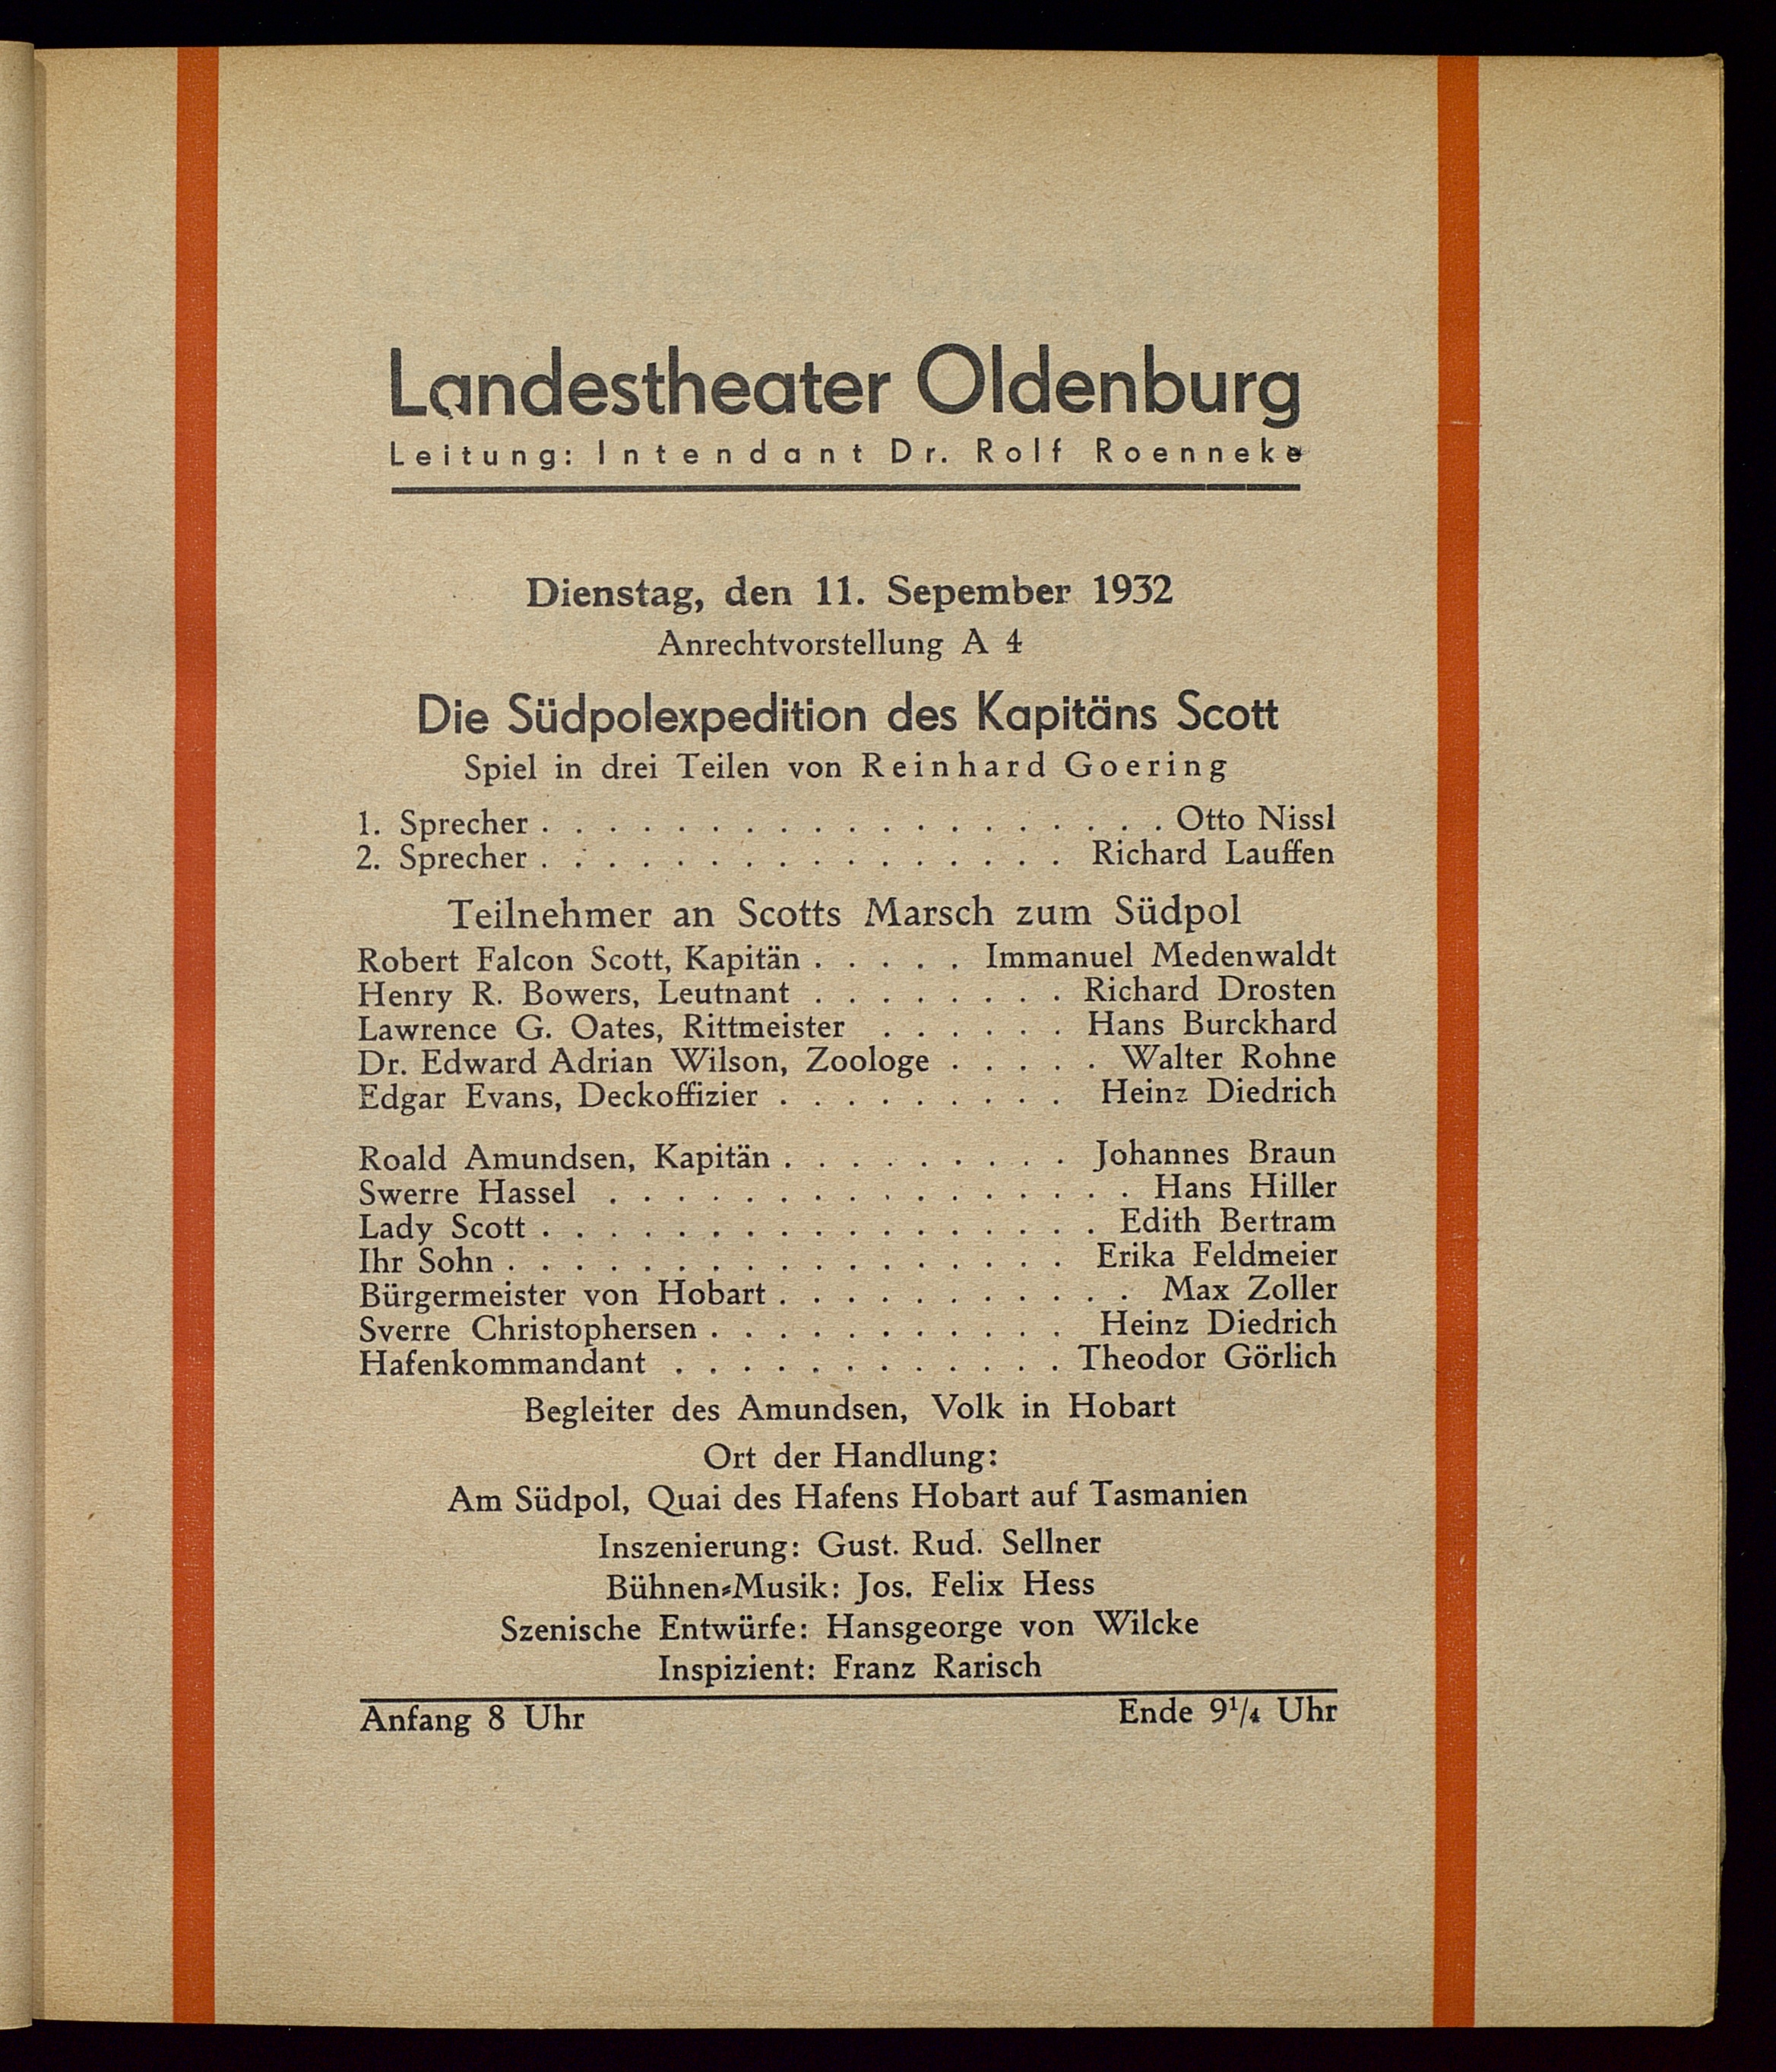 Landestheater Oldenburg
Leitung: Intendant Dr. Rolf Roenneke
Dienstag, den 11. Sepember 1932
Anrechtvorstellung A 4
Die Südpolexpedition des Kapitäns Scott
Spiel in drei Teilen von Reinhard Goering
1. Sprecher . . . . . . . . . . . . . . . . . . . Otto Nissl
2. Sprecher . . . . . . . . . . . . . . . . Richard Lauffen
Teilnehmer an Scotts Marsch zum Südpol
Robert Falcon Scott, Kapitän . . . . . Immanuel Medenwaldt
Henry R. Bowers, Leutnant . . . . . . . . Richard Drosten
Lawrence G. Oates, Rittmeister . . . . . . Hans Burckhard
Dr. Edward Adrian Wilson, Zoologe . . . . . Walter Rohne
Edgar Evans, Deckoffizier . . . . . . . . . Heinz Diedrich
Roald Amundsen, Kapitän . . . . . . . . . Johannes Braun
Swerre Hassel . . . . . . . . . . . . . . . . Hans Hiller
Lady Scott . . . . . . . . . . . . . . . . . Edith Bertram
Ihr Sohn . . . . . . . . . . . . . . . . . Erika Feldmeier
Bürgermeister von Hobart . . . . . . . . . . . Max Zoller
Sverre Christophersen . . . . . . . . . . . Heinz Diedrich
Hafenkommandant . . . . . . . . . . . . Theodor Görlich
Begleiter des Amundsen, Volk in Hobart
Ort der Handlung:
Am Südpol, Quai des Hafens Hobart auf Tasmanien
Inszenierung: Gust. Rud. Sellner
Bühnen-Musik: Jos. Felix Hess
Szenische Entwürfe: Hansgeorge von Wilcke
Inspizient: Franz Rarisch
Anfang 8 Uhr Ende 9¹/₄ Uhr